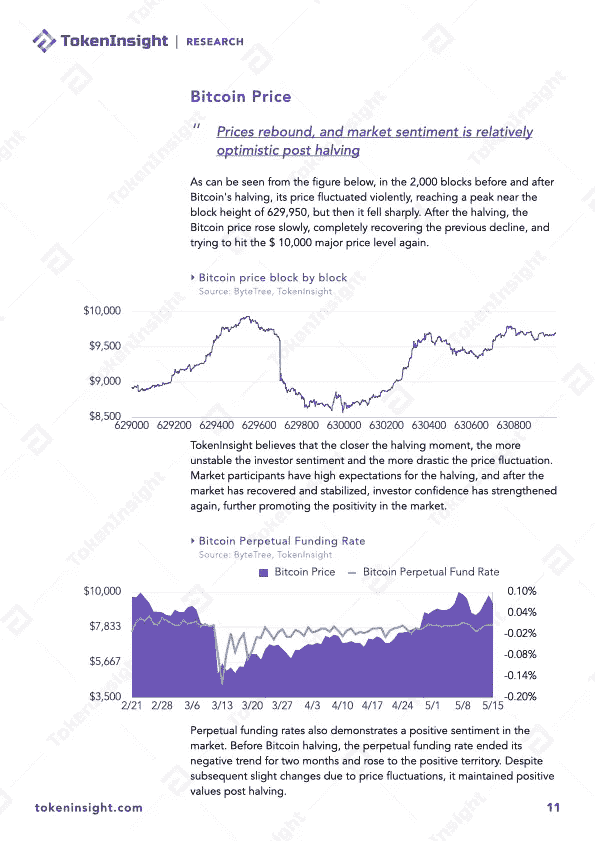 TokenInsight | RESEARCH
Bitcoin Price
“ Prices rebound, and market sentiment is relatively
optimistic post halving
As can be seen from the figure below, in the 2,000 blocks before and after
Bitcoin's halving, its price fluctuated violently, reaching a peak near the
block height of 629,950, but then it fell sharply. After the halving, the
Bitcoin price rose slowly, completely recovering the previous decline, and
trying to hit the $ 10,000 major price level again.
Bitcoin price block by block
Source: ByteTree, TokenInsight
$10,000
$9,500
$9,000
$8,500
629000 629200 629400 629600 629800 630000 630200 630400 630600 630800
TokenInsight believes that the closer the halving moment, the more
unstable the investor sentiment and the more drastic the price fluctuation.
Market participants have high expectations for the halving, and after the
market has recovered and stabilized, investor confidence has strengthened
again, further promoting the positivity in the market.
Bitcoin Perpetual Funding Rate
Source: ByteTree, TokenInsight
Bitcoin Price Bitcoin Perpetual Fund Rate
$10,000 0.10%
0.04%
$7,833 -0.02%
-0.08%
$5,667
-0.14%
$3,500 -0.20%
2/21 2/28 3/6 3/13 3/20 3/27 4/3 4/10 4/17 4/24 5/1 5/8 5/15
Perpetual funding rates also demonstrates a positive sentiment in the
market. Before Bitcoin halving, the perpetual funding rate ended its
negative trend for two months and rose to the positive territory. Despite
subsequent slight changes due to price fluctuations, it maintained positive
values post halving.
tokeninsight.com 11